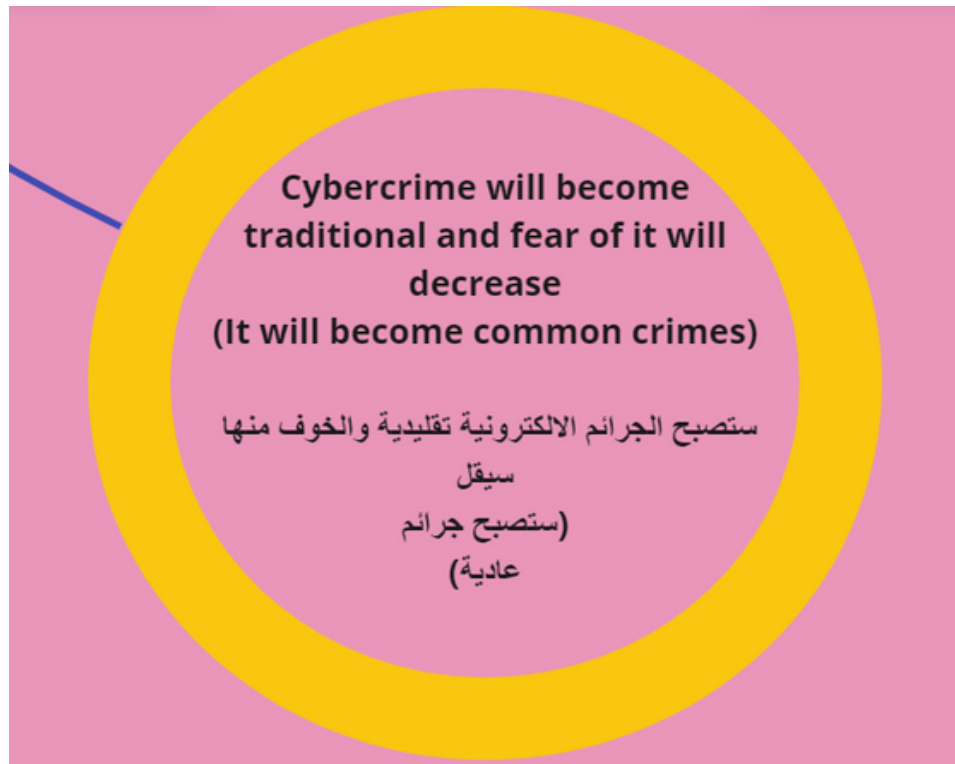 Cybercrime will become
traditional and fear of it will
decrease
(It will become common crimes)
ستصبح الجرائم الالكترونية تقليدية والخوف منها
سيقل
(ستصبح جرائم
عادية)